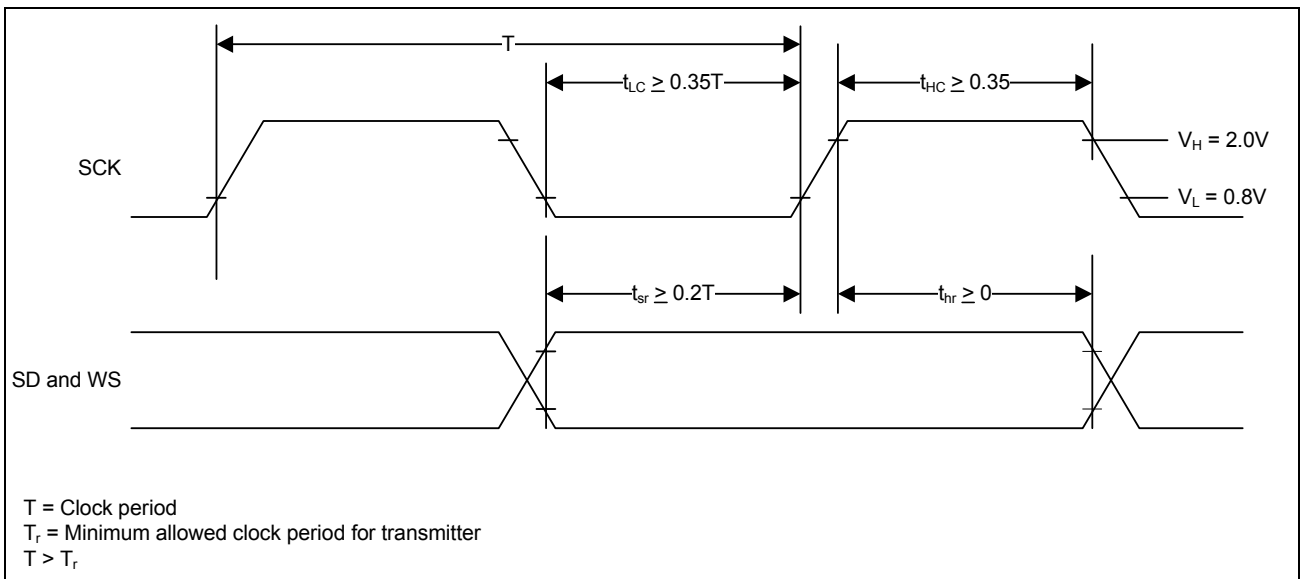 T
t_LC ≥ 0.35T
t_HC ≥ 0.35
SCK
V_H = 2.0V
V_L = 0.8V
t_sr ≥ 0.2T
t_hr ≥ 0
SD and WS
T = Clock period
T_r = Minimum allowed clock period for transmitter
T > T_r